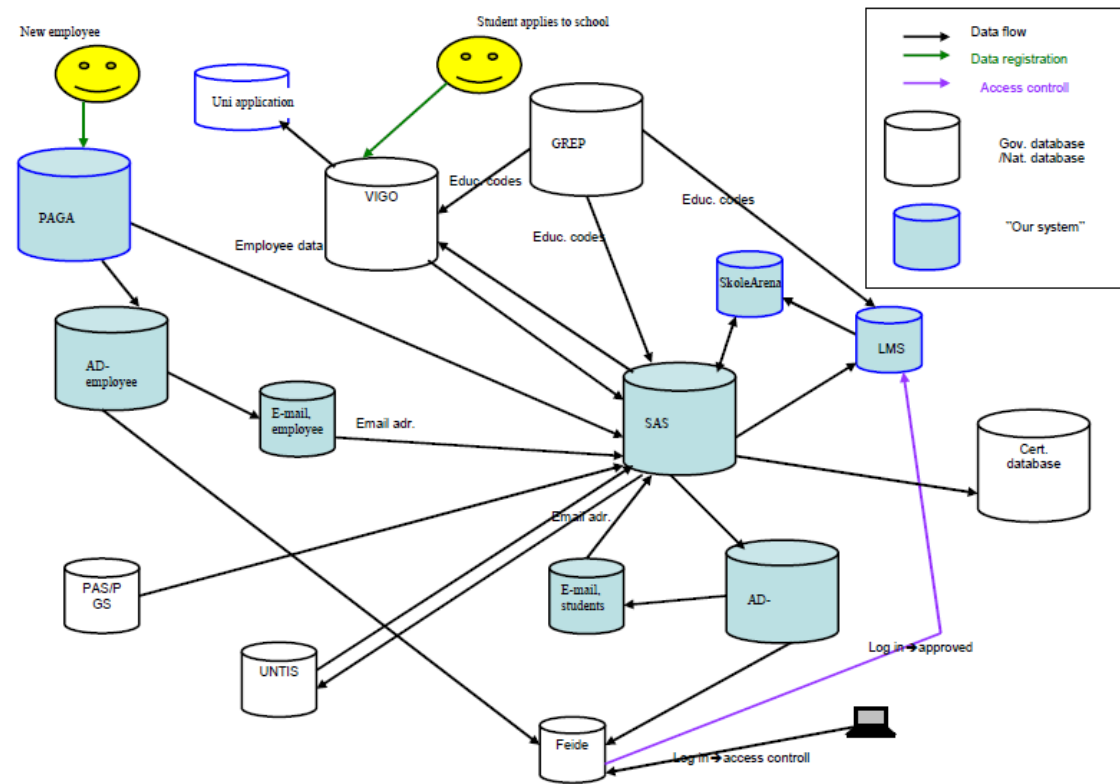 New employee
Student applies to school
Data flow
Data registration
Access controll
Gov. database
/Nat. database
"Our system"
Uni application
GREP
VIGO
Educ. codes
Educ. codes
Educ. codes
PAGA
Employee data
SkoleArena
LMS
AD-
employee
E-mail,
employee
Email adr.
SAS
Cert.
database
Email adr.
PAS/P
GS
E-mail,
students
AD-
UNTIS
Log in ➔ approved
Feide
Log in ➔ access controll